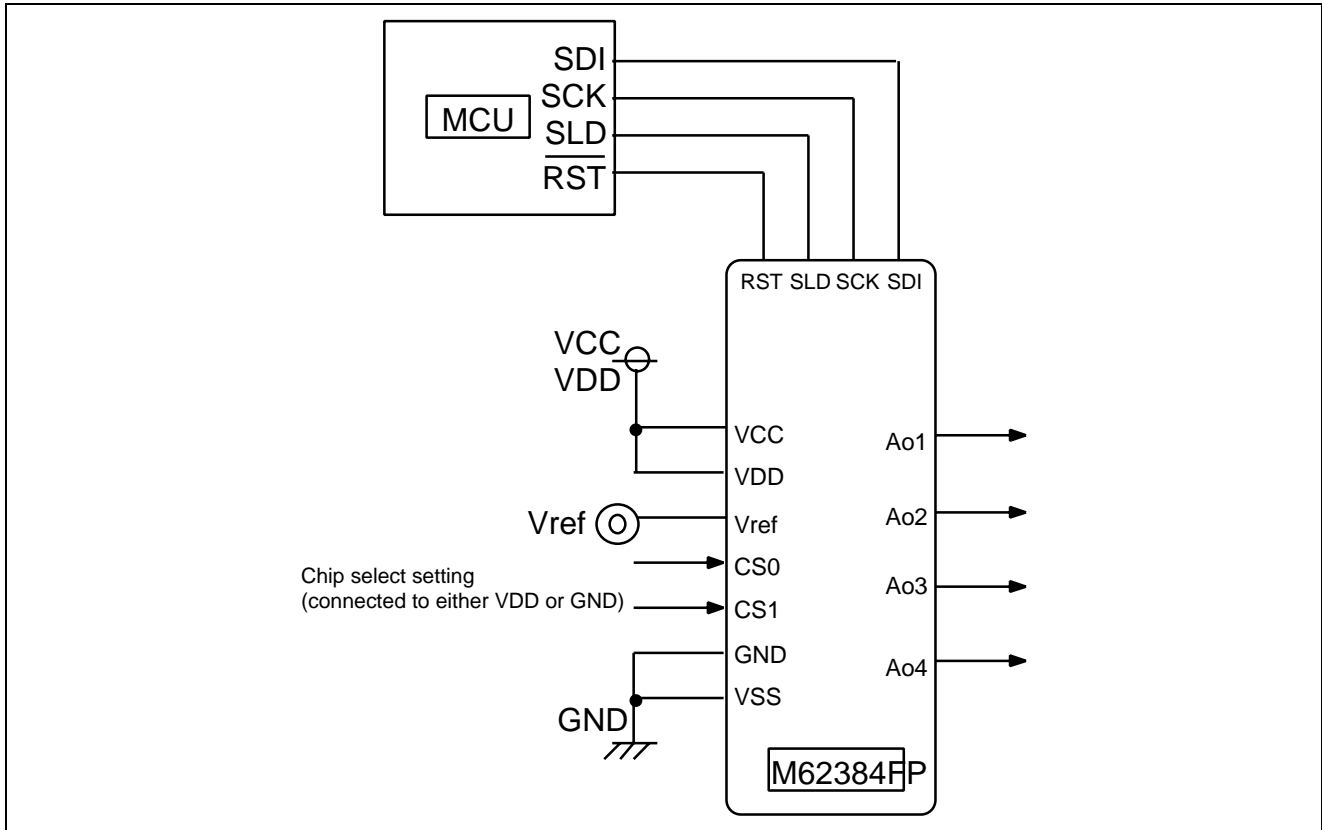 SDI
SCK
MCU
SLD
RST
RST SLD SCK SDI
VCC
VDD
VCC
Ao1
VDD
Vref
Vref
Ao2
CS0
Chip select setting
(connected to either VDD or GND)
CS1
Ao3
GND
Ao4
VSS
GND
M62384FP